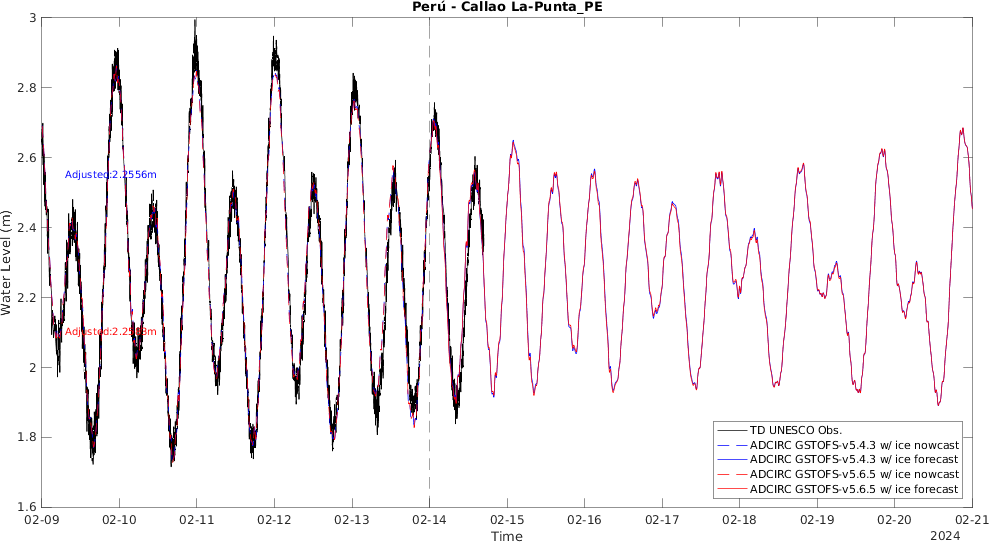 Perú - Callao La-Punta_PE
Water Level (m)
3
2.8
2.6
2.4
2.2
2
1.8
1.6
Adjusted:2.2556m
TD UNESCO Obs.
ADCIRC GSTOFS-v5.4.3 w/ ice nowcast
ADCIRC GSTOFS-v5.4.3 w/ ice forecast
ADCIRC GSTOFS-v5.6.5 w/ ice nowcast
ADCIRC GSTOFS-v5.6.5 w/ ice forecast
02-09 02-10 02-11 02-12 02-13 02-14 02-15 02-16 02-17 02-18 02-19 02-20 02-21
Time
2024